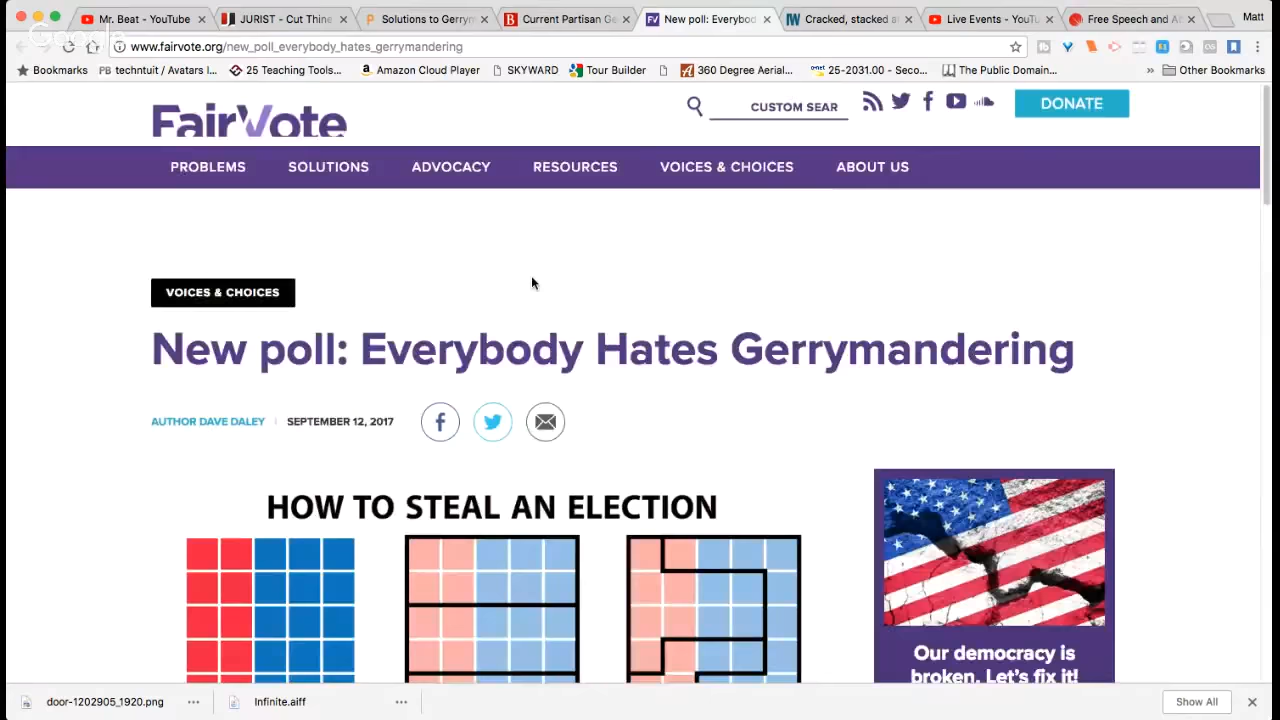 Mr. Beat - YouTube
JURIST - Cut Thine
Solutions to Gerry
Current Partisan Ge
New poll: Everybod
Cracked, stacked a
Live Events - YouTu
Free Speech and A
Matt
Google
www.fairvote.org/new_poll_everybody_hates_gerrymandering
Bookmarks
PB techntuit / Avatars I...
25 Teaching Tools...
Amazon Cloud Player
SKYWARD
Tour Builder
360 Degree Aerial...
25-2031.00 - Seco...
The Public Domain...
»
Other Bookmarks
FairVote
CUSTOM SEAR
DONATE
PROBLEMS
SOLUTIONS
ADVOCACY
RESOURCES
VOICES & CHOICES
ABOUT US
VOICES & CHOICES
New poll: Everybody Hates Gerrymandering
AUTHOR DAVE DALEY
SEPTEMBER 12, 2017
HOW TO STEAL AN ELECTION
Our democracy is
broken. Let's fix it!
door-1202905_1920.png
Infinite.aiff
Show All